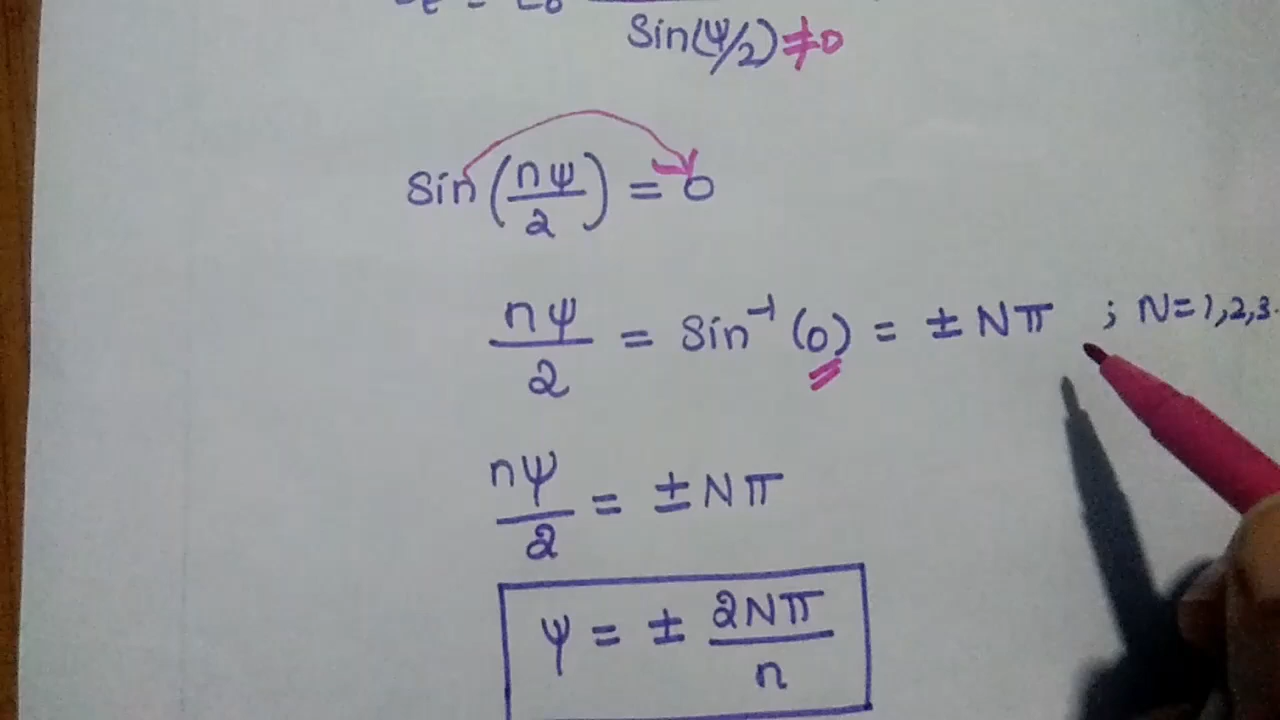 Sin(ψ/2) ≠ 0
Sin(nψ/2) = 0
nψ/2 = Sin⁻¹(0) = ± Nπ ; N=1,2,3.
nψ/2 = ± Nπ
ψ = ± 2Nπ/n